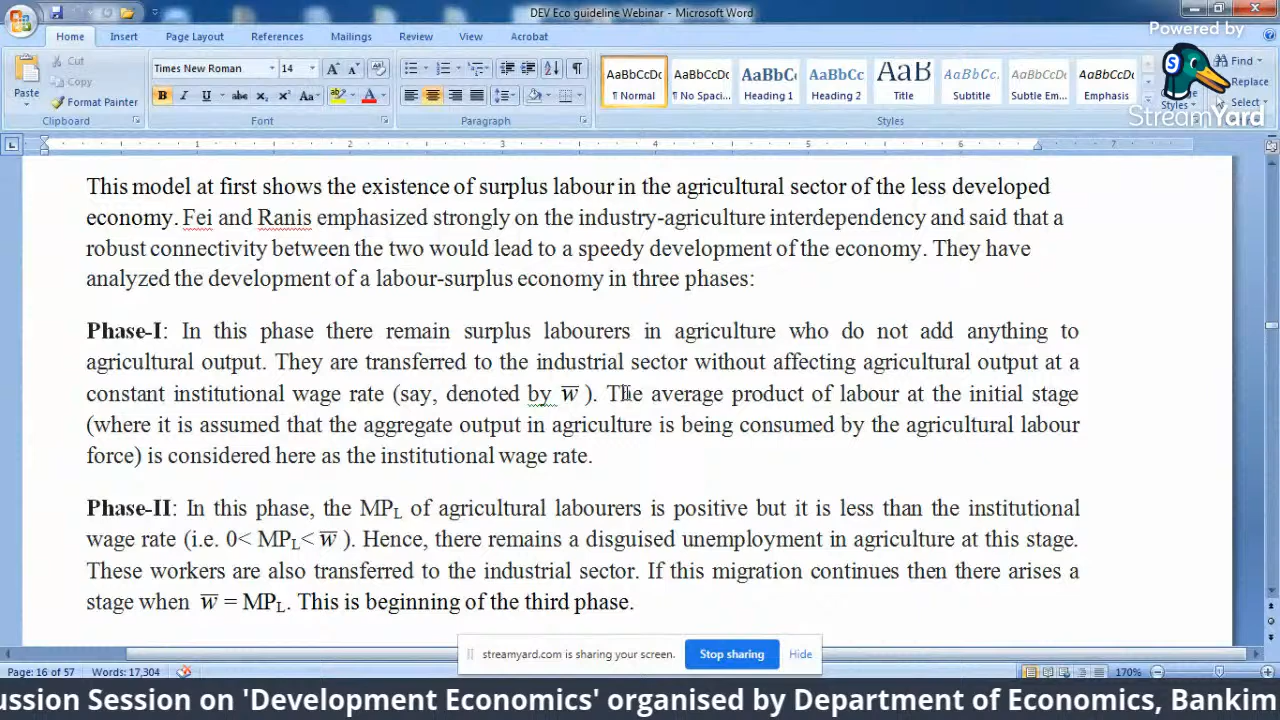 DEV Eco guideline Webinar - Microsoft Word
Powered by
Home Insert Page Layout References Mailings Review View Acrobat
Cut
Copy
Paste
Format Painter
Clipboard
Times New Roman 14
B I U abc x₂ x² Aa
Font
Paragraph
AaBbCcDc AaBbCcDc AaBbC AaBbCc AaB AaBbCc. AaBbCcDc AaBbCcDc
¶ Normal ¶ No Spaci... Heading 1 Heading 2 Title Subtitle Subtle Em... Emphasis
Styles
Styles
Find
Replace
Select
StreamYard
1 2 3 4 5 6 7
This model at first shows the existence of surplus labour in the agricultural sector of the less developed
economy. Fei and Ranis emphasized strongly on the industry-agriculture interdependency and said that a
robust connectivity between the two would lead to a speedy development of the economy. They have
analyzed the development of a labour-surplus economy in three phases:
Phase-I: In this phase there remain surplus labourers in agriculture who do not add anything to
agricultural output. They are transferred to the industrial sector without affecting agricultural output at a
constant institutional wage rate (say, denoted by w̅ ). The average product of labour at the initial stage
(where it is assumed that the aggregate output in agriculture is being consumed by the agricultural labour
force) is considered here as the institutional wage rate.
Phase-II: In this phase, the MPL of agricultural labourers is positive but it is less than the institutional
wage rate (i.e. 0< MPL< w̅ ). Hence, there remains a disguised unemployment in agriculture at this stage.
These workers are also transferred to the industrial sector. If this migration continues then there arises a
stage when w̅ = MPL. This is beginning of the third phase.
streamyard.com is sharing your screen. Stop sharing Hide
Page: 16 of 57 Words: 17,304 170%
ussion Session on 'Development Economics' organised by Department of Economics, Bankim